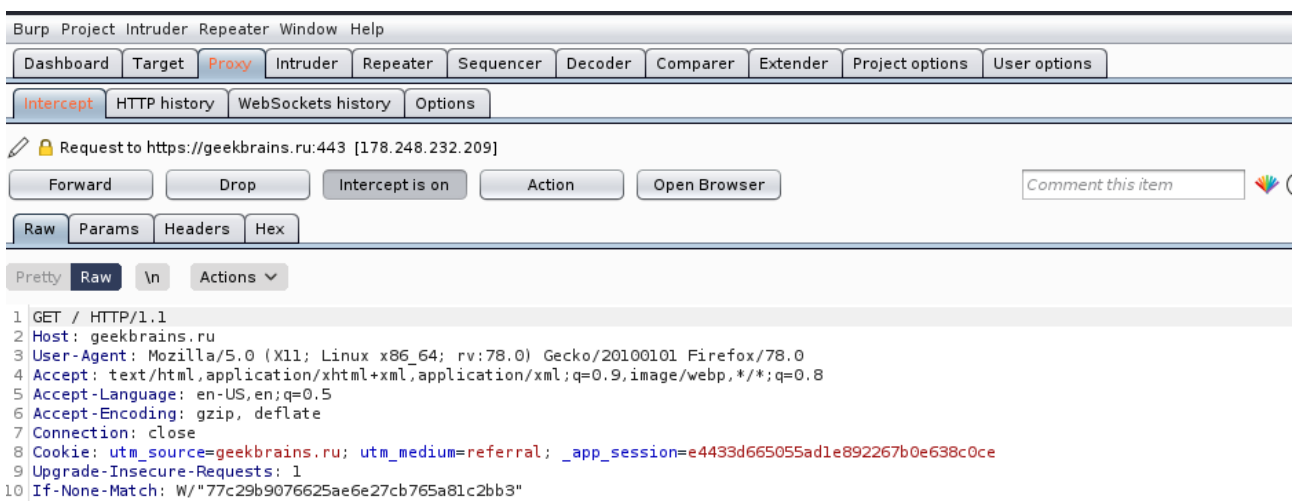 Burp Project Intruder Repeater Window Help
Dashboard Target Proxy Intruder Repeater Sequencer Decoder Comparer Extender Project options User options
Intercept HTTP history WebSockets history Options
Request to https://geekbrains.ru:443 [178.248.232.209]
Forward Drop Intercept is on Action Open Browser Comment this item
Raw Params Headers Hex
Pretty Raw \n Actions
1 GET / HTTP/1.1
2 Host: geekbrains.ru
3 User-Agent: Mozilla/5.0 (X11; Linux x86_64; rv:78.0) Gecko/20100101 Firefox/78.0
4 Accept: text/html,application/xhtml+xml,application/xml;q=0.9,image/webp,*/*;q=0.8
5 Accept-Language: en-US,en;q=0.5
6 Accept-Encoding: gzip, deflate
7 Connection: close
8 Cookie: utm_source=geekbrains.ru; utm_medium=referral; _app_session=e4433d665055ad1e892267b0e638c0ce
9 Upgrade-Insecure-Requests: 1
10 If-None-Match: W/"77c29b9076625ae6e27cb765a81c2bb3"